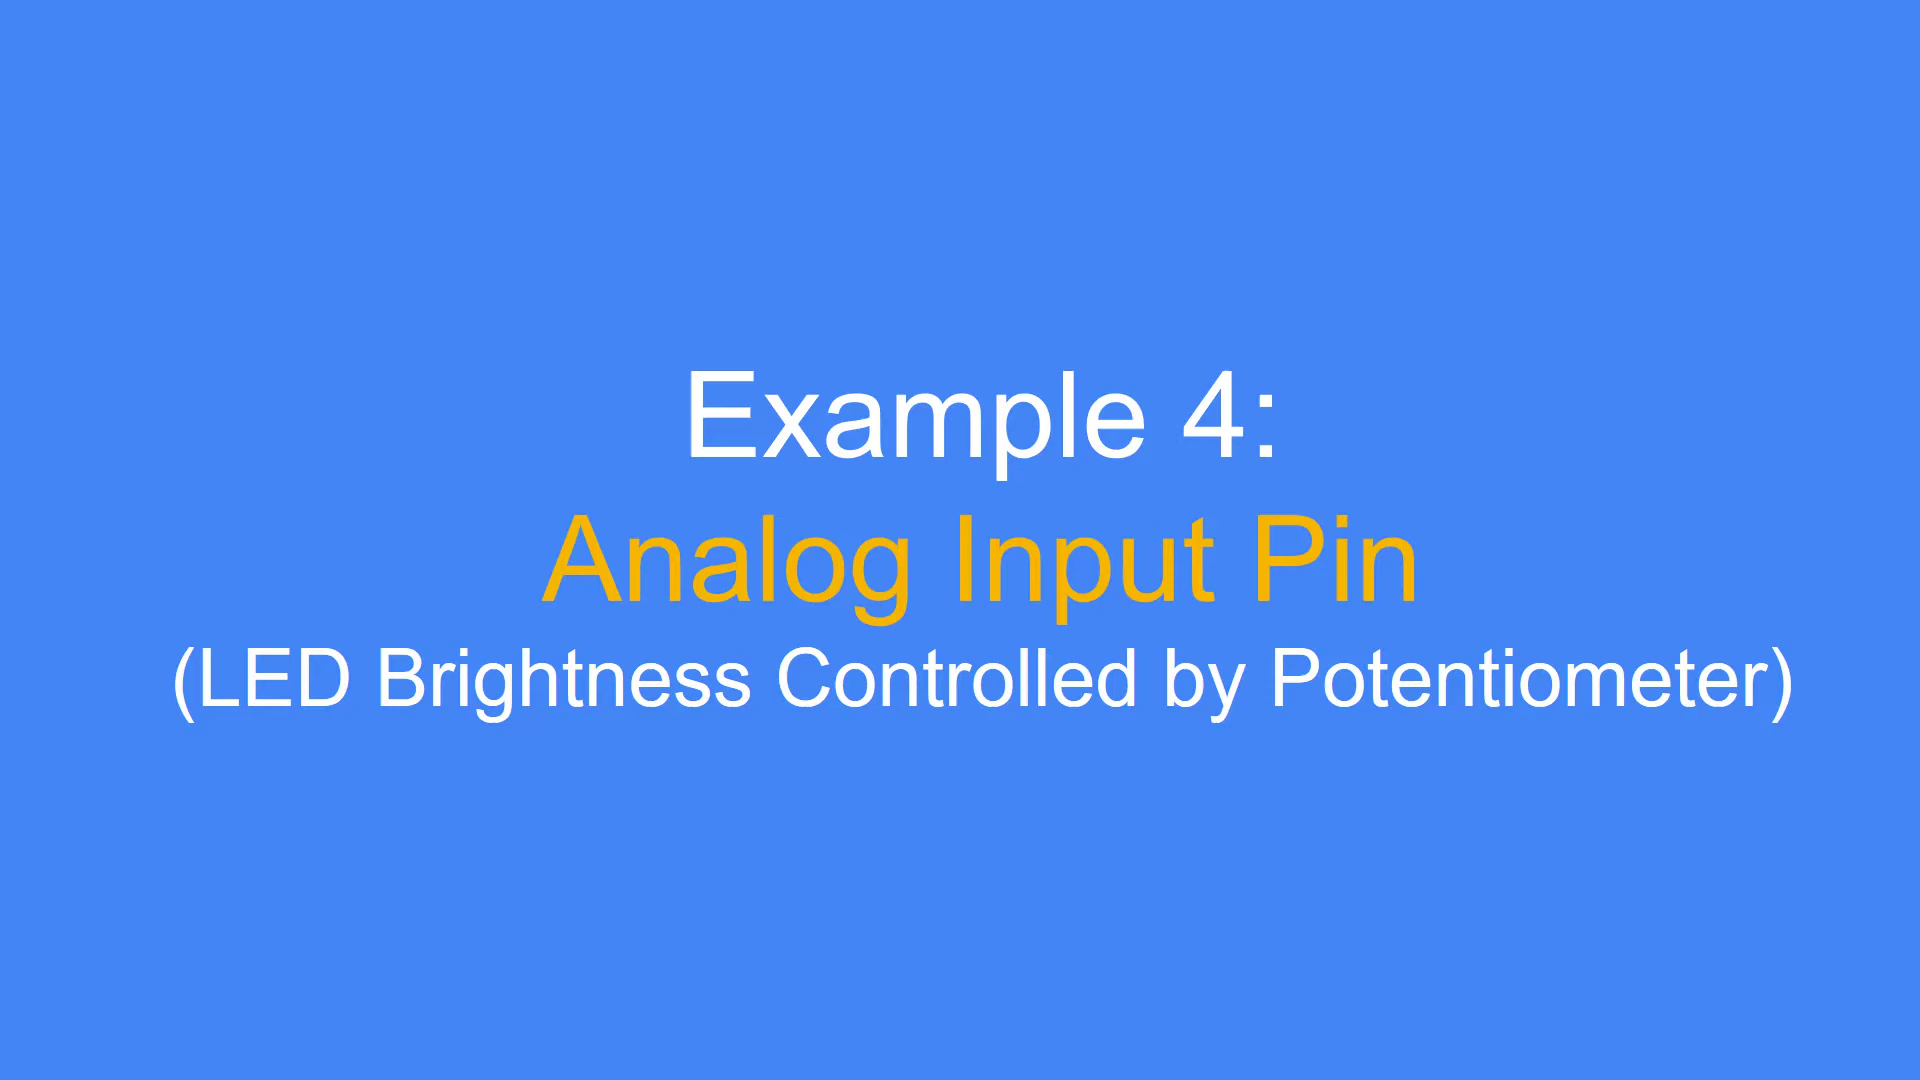 Example 4:
Analog Input Pin
(LED Brightness Controlled by Potentiometer)